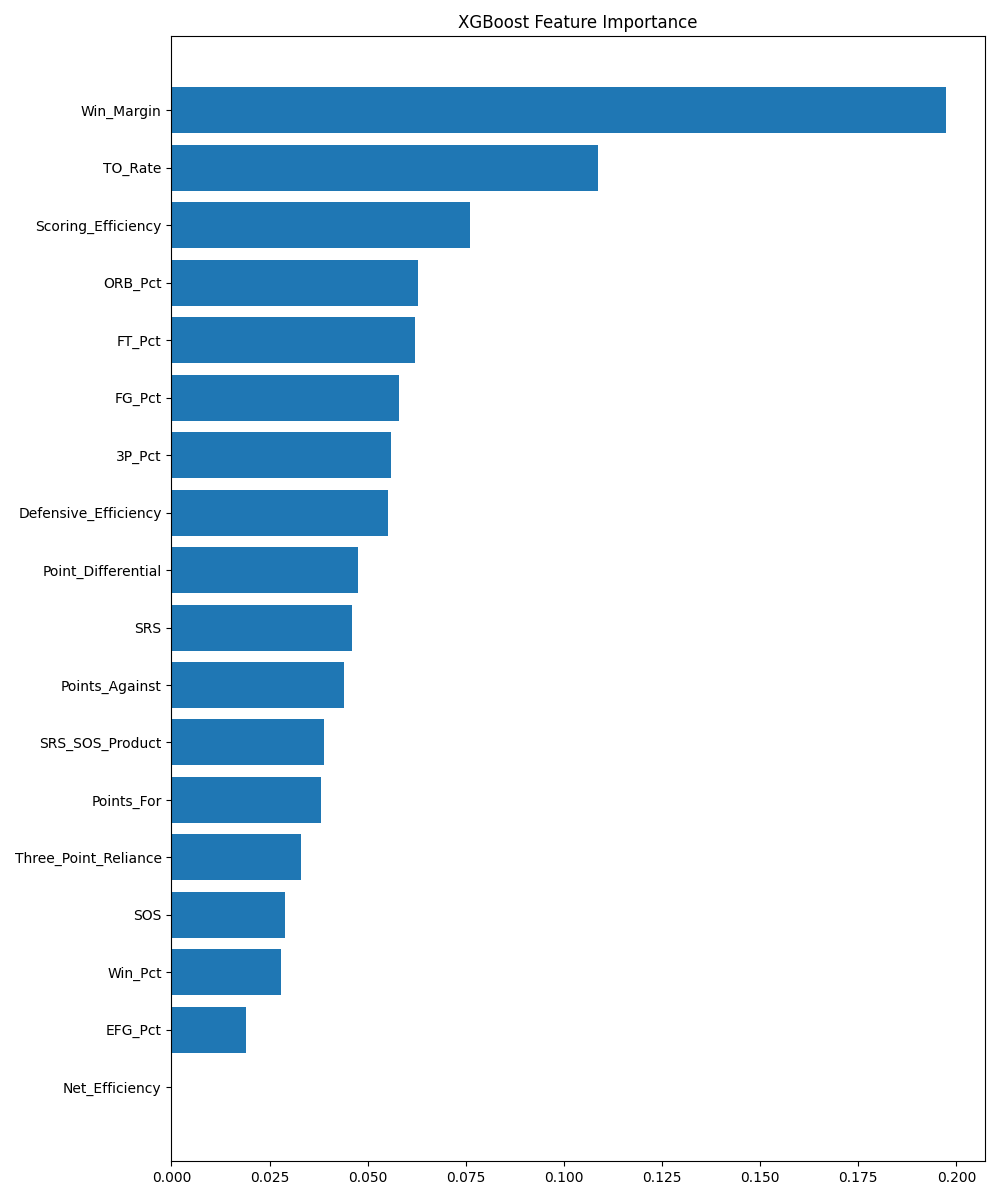 XGBoost Feature Importance
Win_Margin
TO_Rate
Scoring_Efficiency
ORB_Pct
FT_Pct
FG_Pct
3P_Pct
Defensive_Efficiency
Point_Differential
SRS
Points_Against
SRS_SOS_Product
Points_For
Three_Point_Reliance
SOS
Win_Pct
EFG_Pct
Net_Efficiency
0.000 0.025 0.050 0.075 0.100 0.125 0.150 0.175 0.200